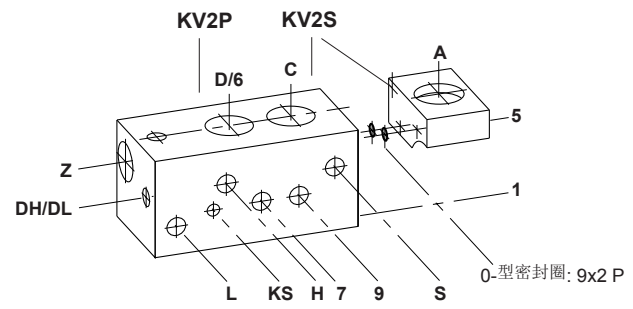 KV2P KV2S
D/6 C A
5
Z
DH/DL
1
L KS H 7 9 S
0-型密封圈: 9x2 P